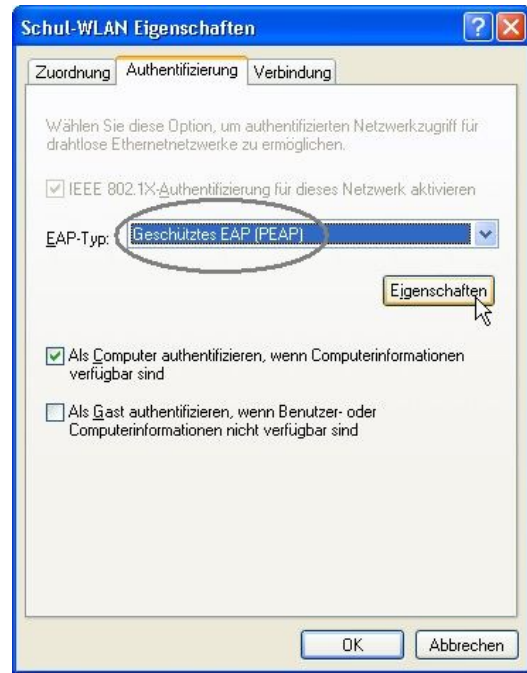 Schul-WLAN Eigenschaften
Zuordnung Authentifizierung Verbindung
Wählen Sie diese Option, um authentifizierten Netzwerkzugriff für
drahtlose Ethernetnetzwerke zu ermöglichen.
IEEE 802.1X-Authentifizierung für dieses Netzwerk aktivieren
EAP-Typ: Geschütztes EAP (PEAP)
Eigenschaften
Als Computer authentifizieren, wenn Computerinformationen
verfügbar sind
Als Gast authentifizieren, wenn Benutzer- oder
Computerinformationen nicht verfügbar sind
OK Abbrechen